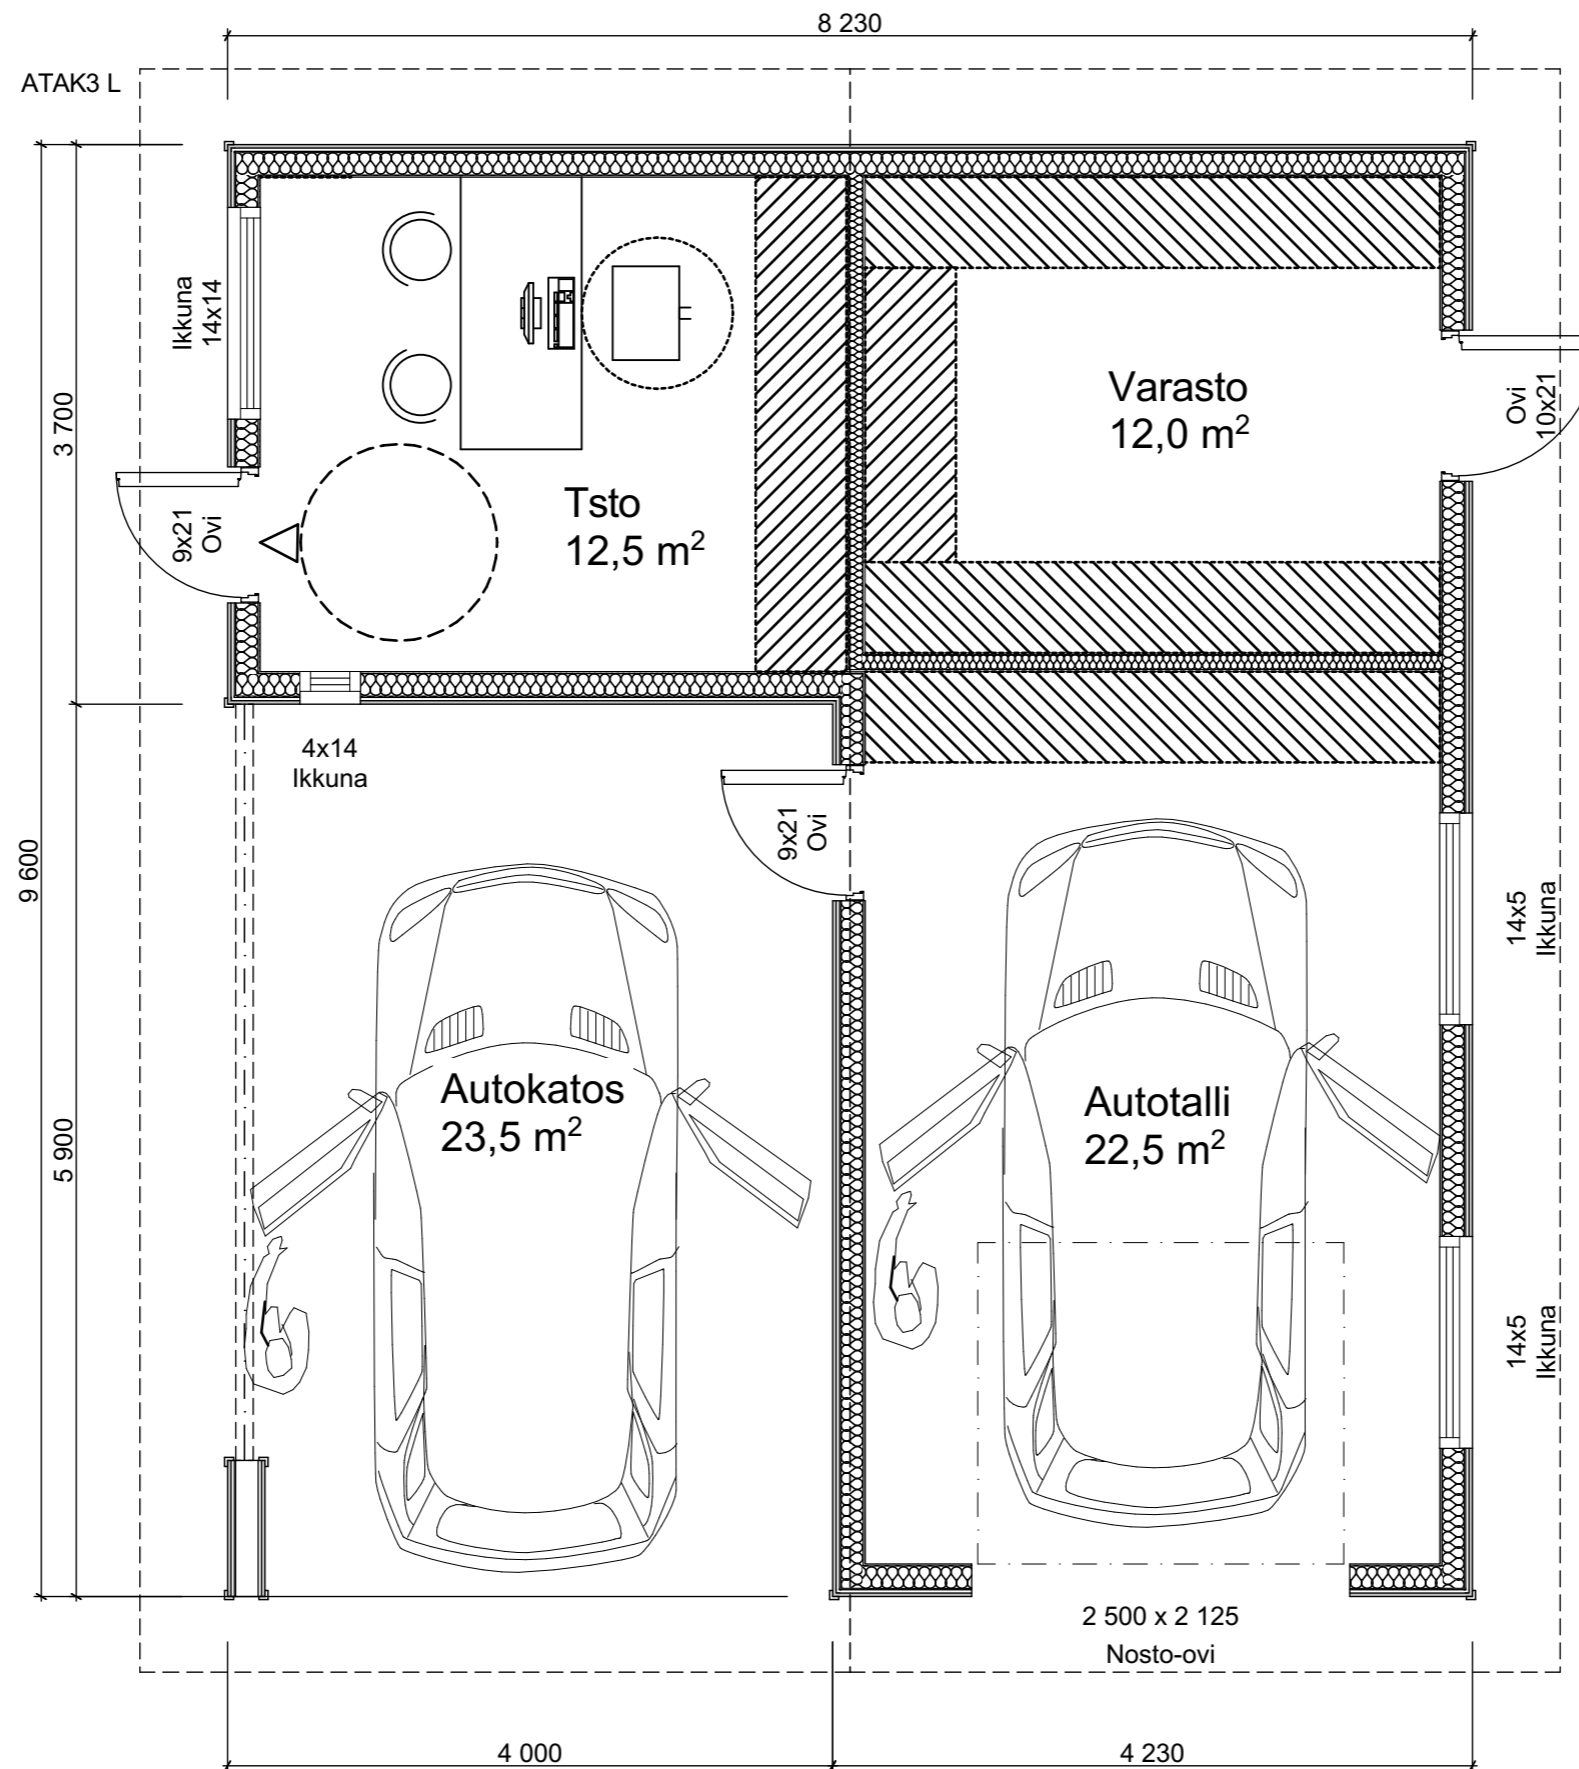 8 230
ATAK3 L
Ikkuna
14x14
3 700
Varasto
12,0 m²
Ovi
10x21
Tsto
12,5 m²
9x21
Ovi
4x14
Ikkuna
9x21
Ovi
9 600
14x5
Ikkuna
Autokatos
23,5 m²
Autotalli
22,5 m²
5 900
14x5
Ikkuna
2 500 x 2 125
Nosto-ovi
4 000
4 230